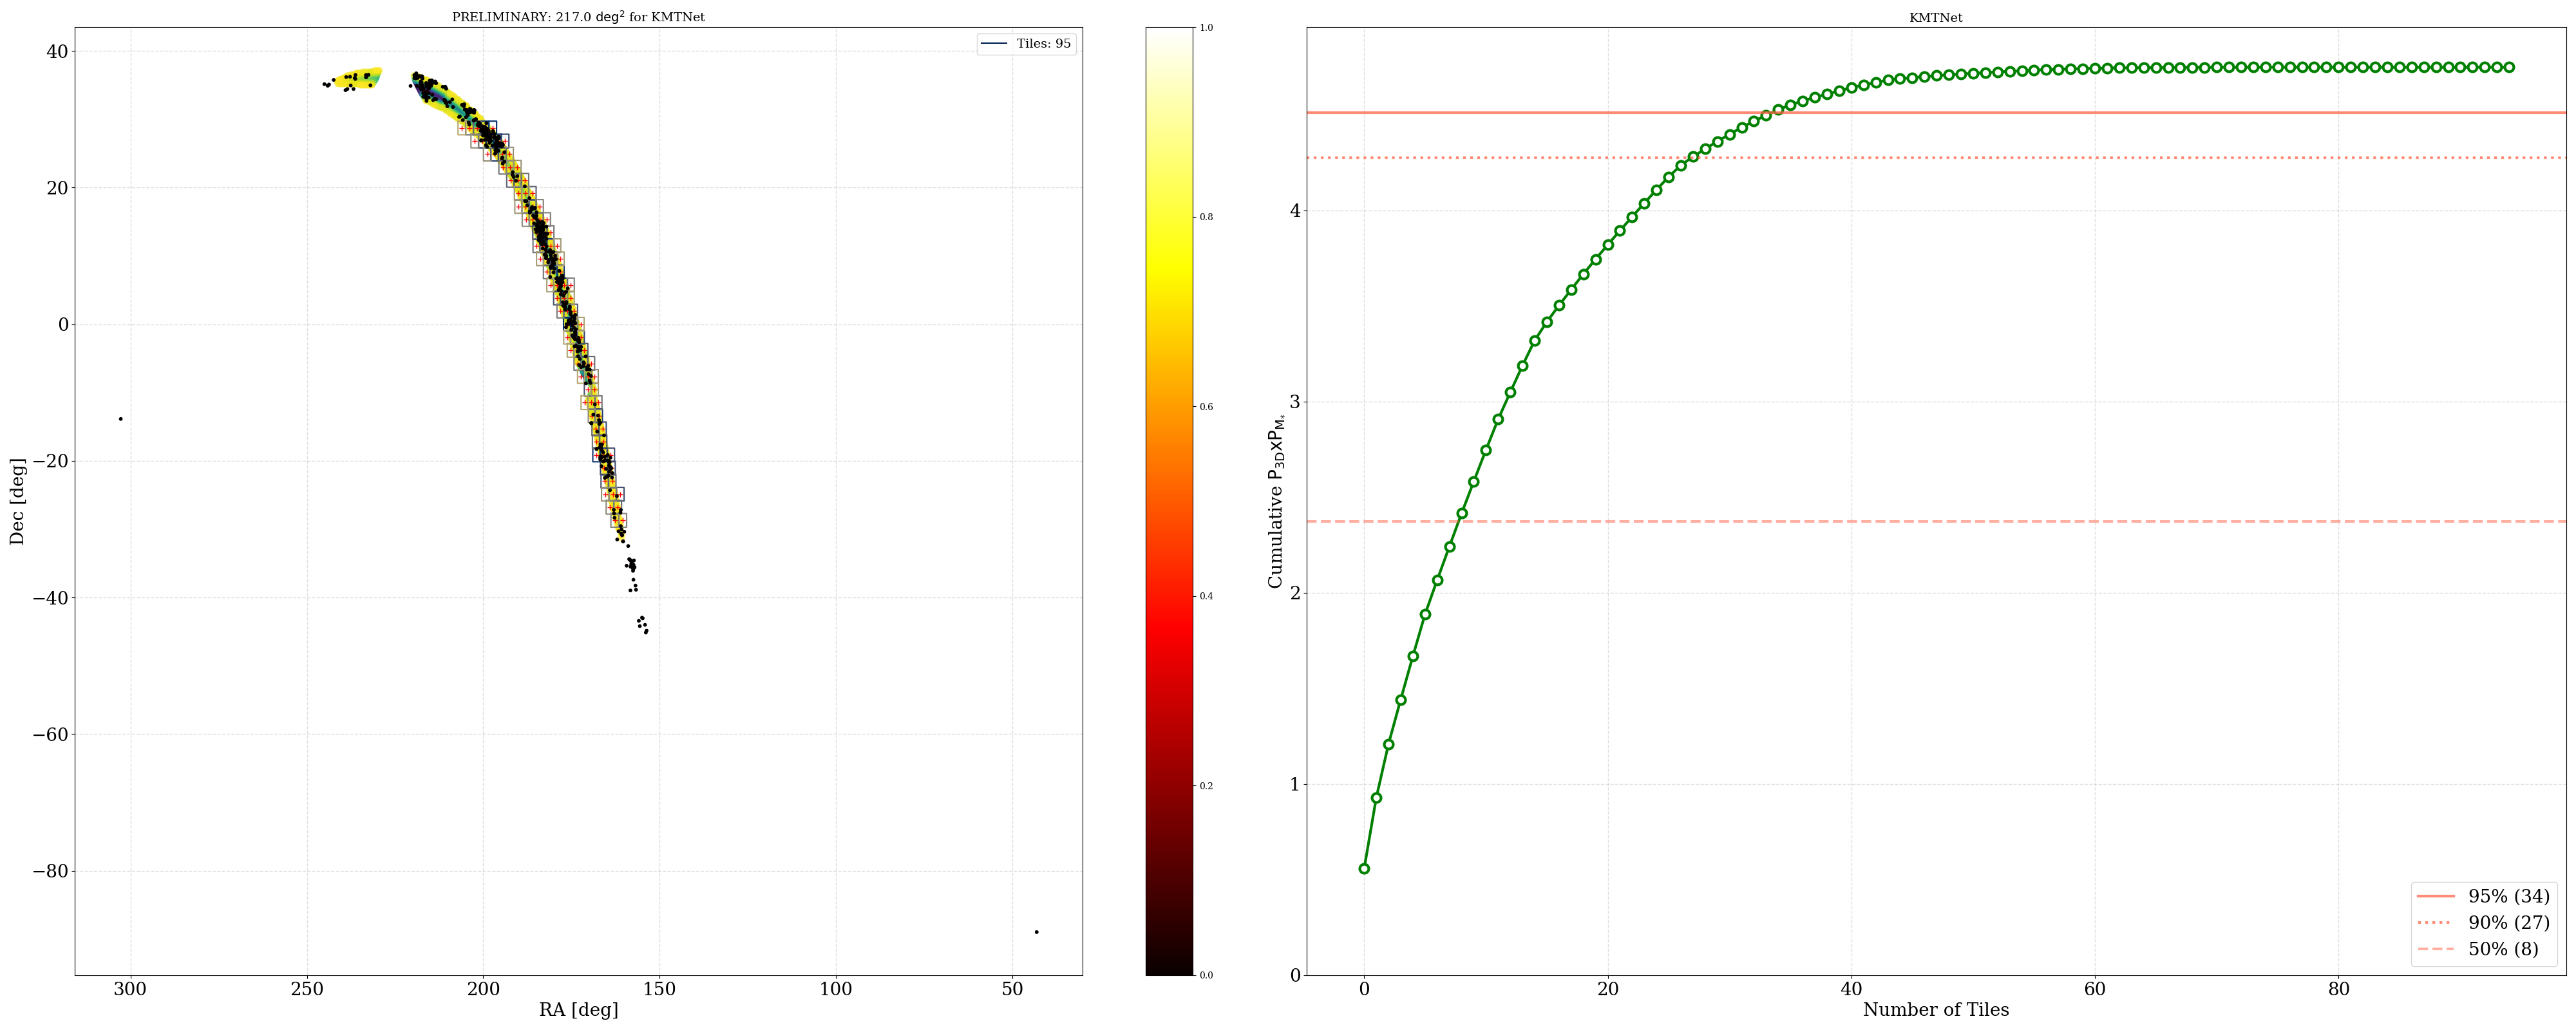 PRELIMINARY: 217.0 deg² for KMTNet
Tiles: 95
Dec [deg]
40
20
0
−20
−40
−60
−80
300 250 200 150 100 50
RA [deg]
1.0
0.8
0.6
0.4
0.2
0.0
KMTNet
Cumulative P3DxPM*
4
3
2
1
0
0 20 40 60 80
Number of Tiles
95% (34)
90% (27)
50% (8)